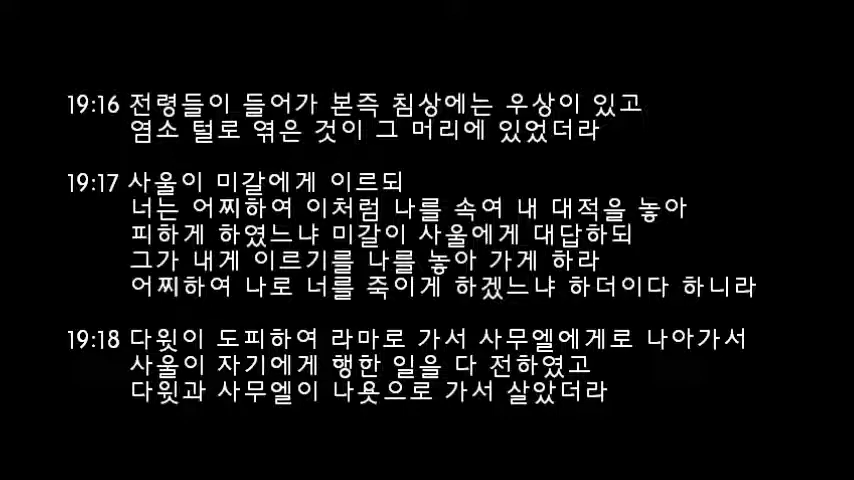 19:16 전령들이 들어가 본즉 침상에는 우상이 있고
염소 털로 엮은 것이 그 머리에 있었더라
19:17 사울이 미갈에게 이르되
너는 어찌하여 이처럼 나를 속여 내 대적을 놓아
피하게 하였느냐 미갈이 사울에게 대답하되
그가 내게 이르기를 나를 놓아 가게 하라
어찌하여 나로 너를 죽이게 하겠느냐 하더이다 하니라
19:18 다윗이 도피하여 라마로 가서 사무엘에게로 나아가서
사울이 자기에게 행한 일을 다 전하였고
다윗과 사무엘이 나욧으로 가서 살았더라